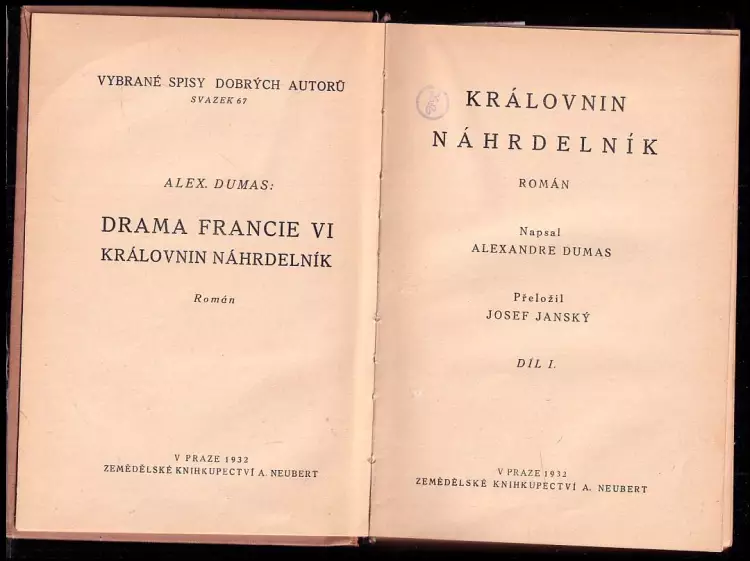 VYBRANÉ SPISY DOBRÝCH AUTORŮ
SVAZEK 67
ALEX. DUMAS:
DRAMA FRANCIE VI
KRÁLOVNIN NÁHRDELNÍK
Román
V PRAZE 1932
ZEMĚDĚLSKÉ KNIHKUPECTVÍ A. NEUBERT
KRÁLOVNIN
NÁHRDELNÍK
ROMÁN
Napsal
ALEXANDRE DUMAS
Přeložil
JOSEF JANSKÝ
DÍL I.
V PRAZE 1932
ZEMĚDĚLSKÉ KNIHKUPECTVÍ A. NEUBERT